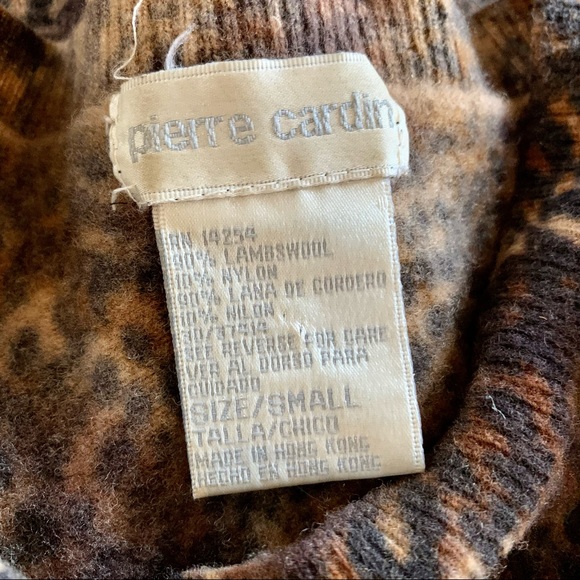 pierre cardin
RN 14254
90% LAMBSWOOL
10% NYLON
90% LANA DE CORDERO
10% NILON
SEE REVERSE FOR CARE
VER AL DORSO PARA
CUIDADO
SIZE/SMALL
TALLA/CHICO
MADE IN HONG KONG
HECHO EN HONG KONG